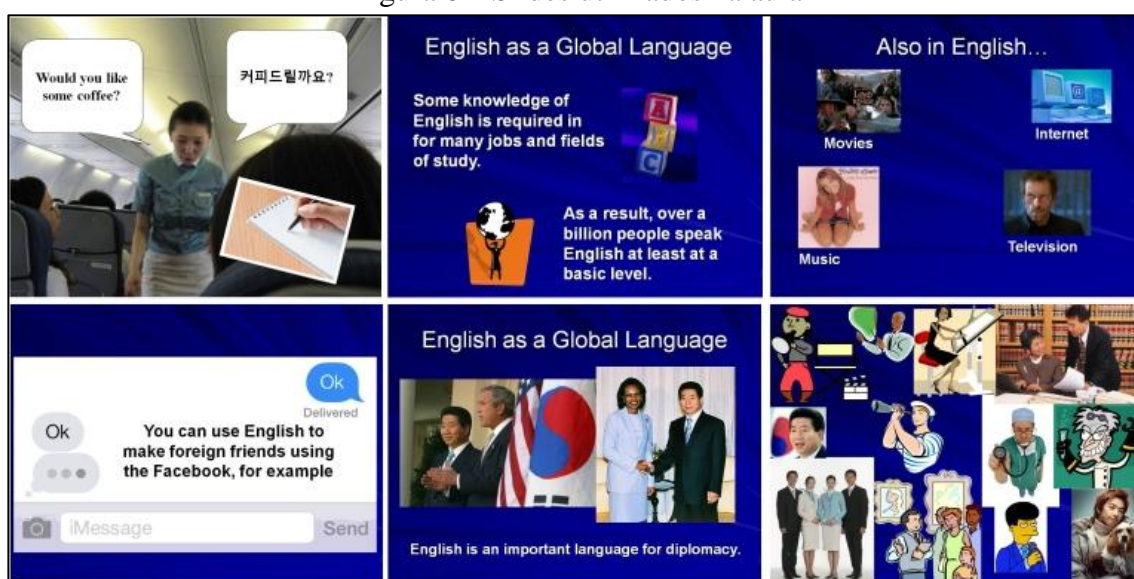 Would you like
some coffee?
커피드릴까요?
English as a Global Language
Some knowledge of
English is required in
for many jobs and fields
of study.
As a result, over a
billion people speak
English at least at a
basic level.
Also in English…
Movies
Internet
Music
Television
Ok
Delivered
Ok
You can use English to
make foreign friends using
the Facebook, for example
iMessage
Send
English as a Global Language
English is an important language for diplomacy.